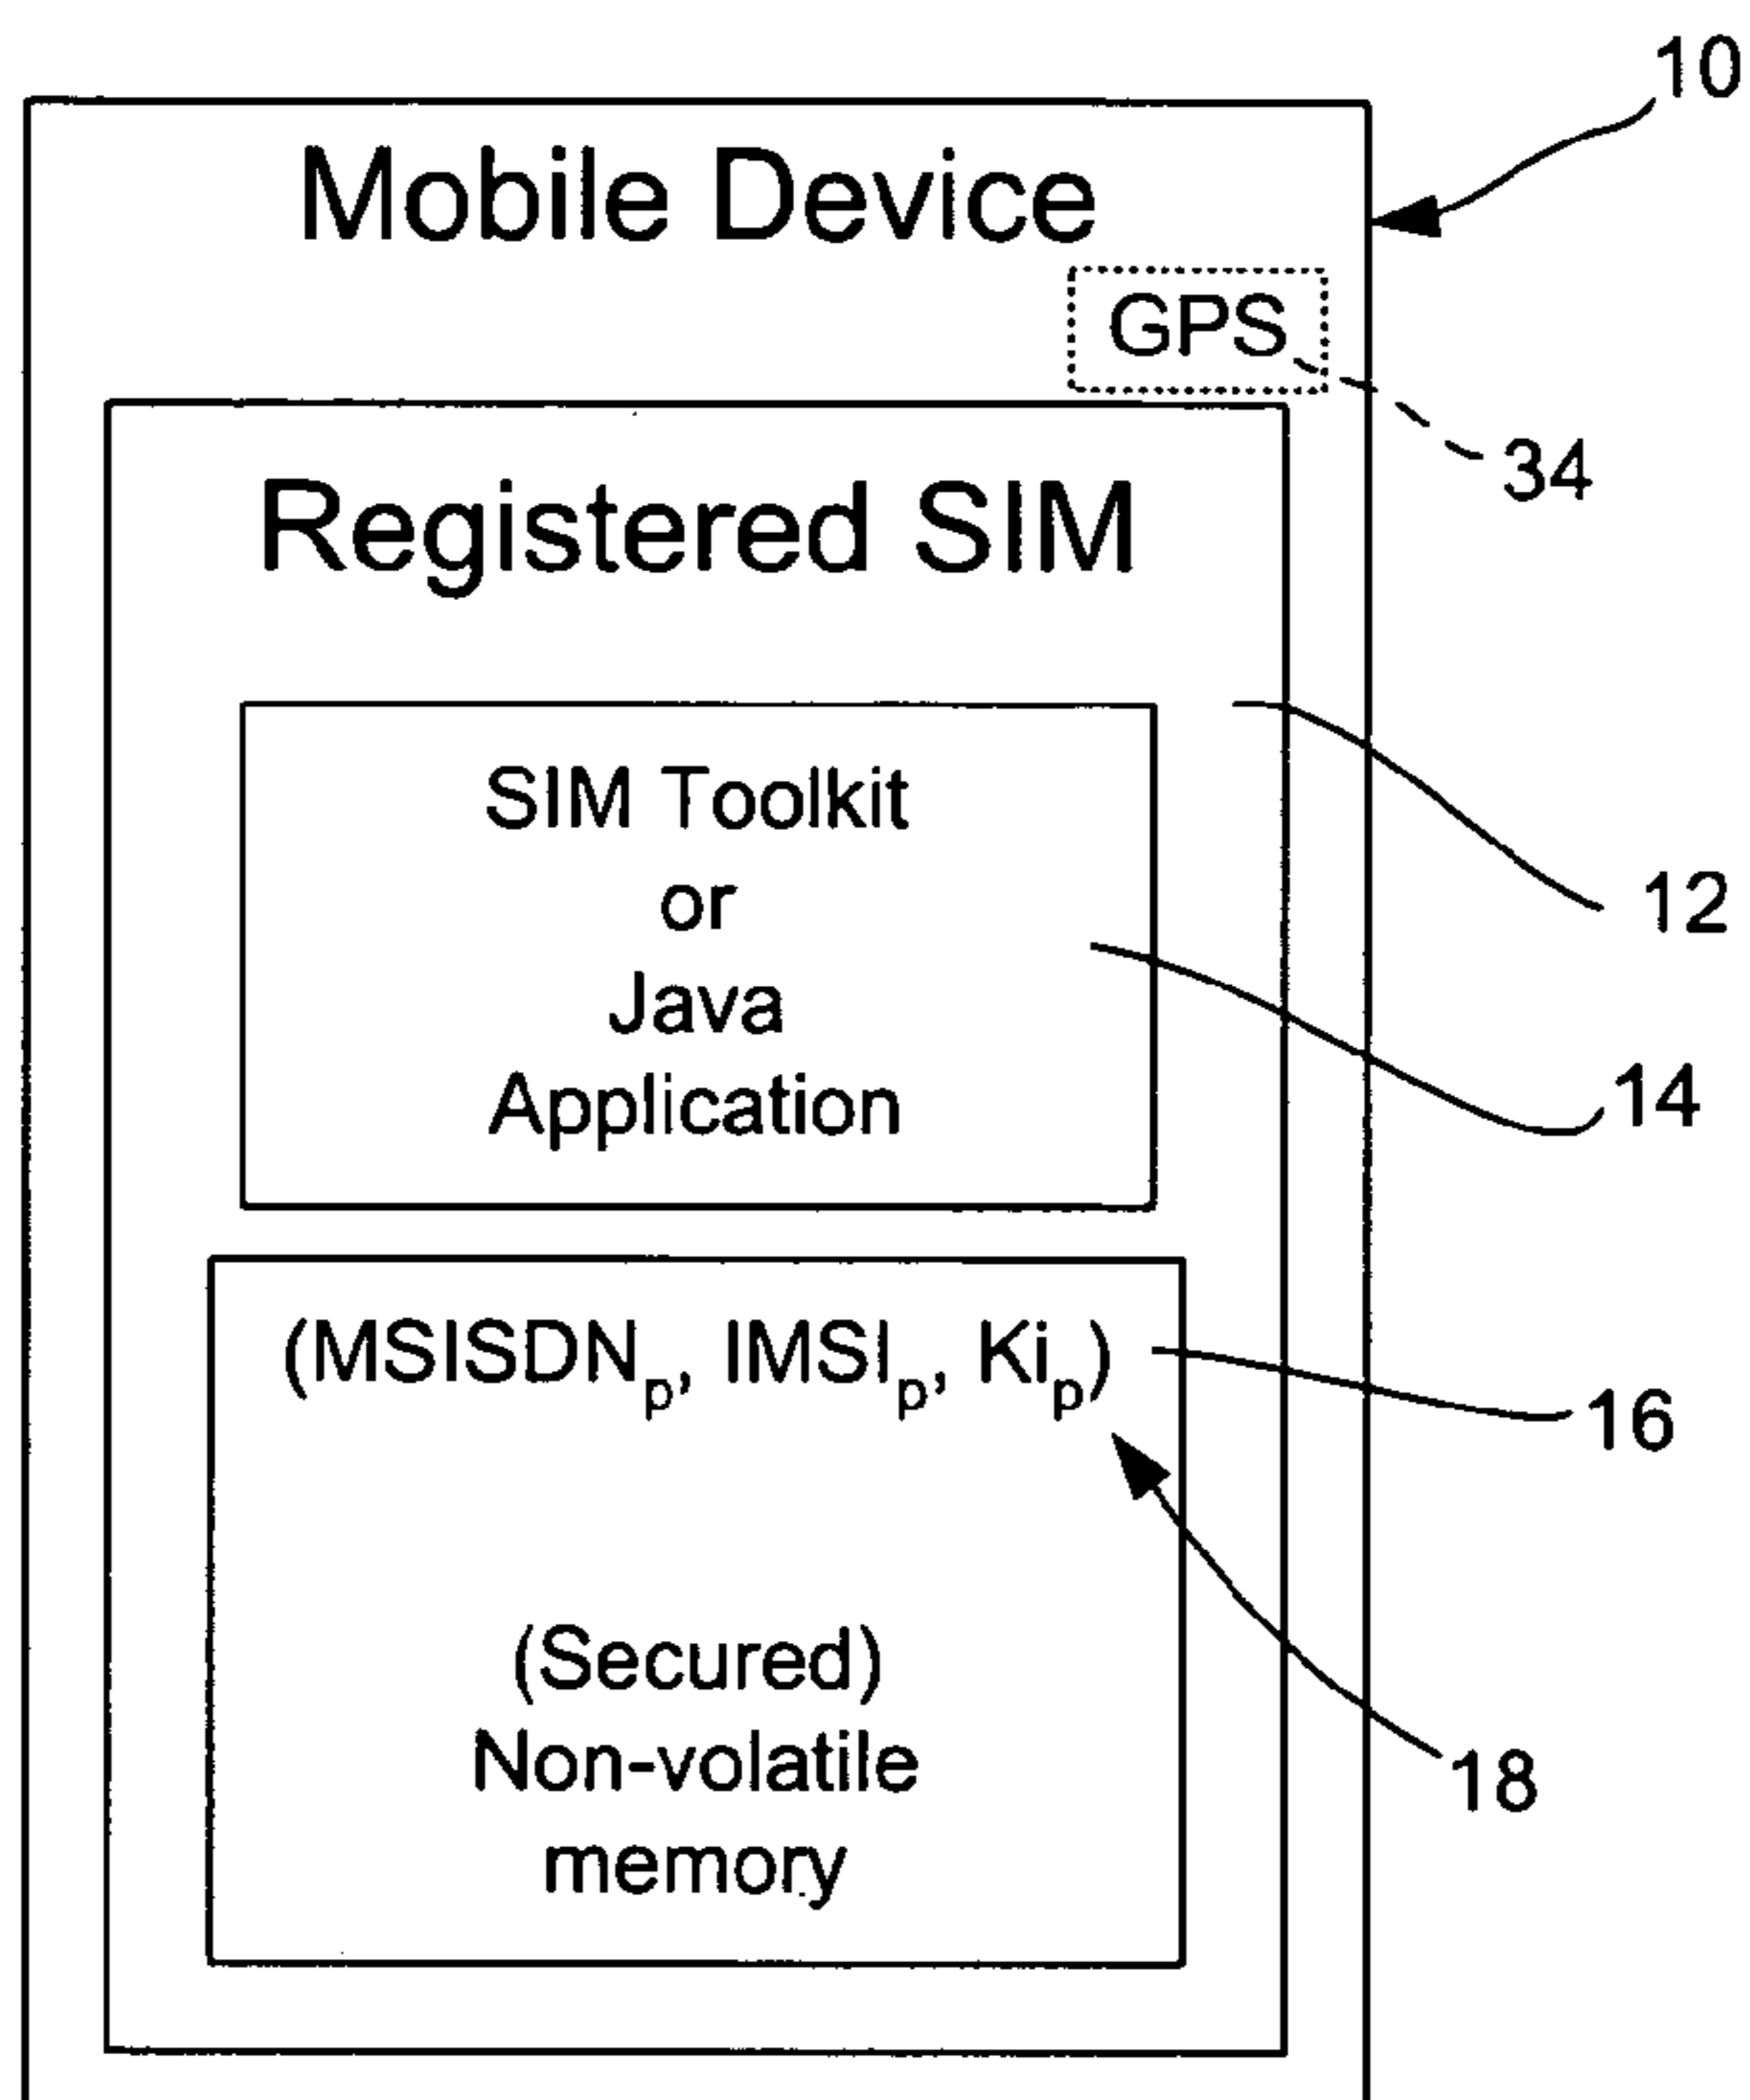 10
Mobile Device
GPS
34
Registered SIM
SIM Toolkit
or
Java
Application
12
14
(MSISDNp, IMSIp, Kip)
16
(Secured)
Non-volatile
memory
18